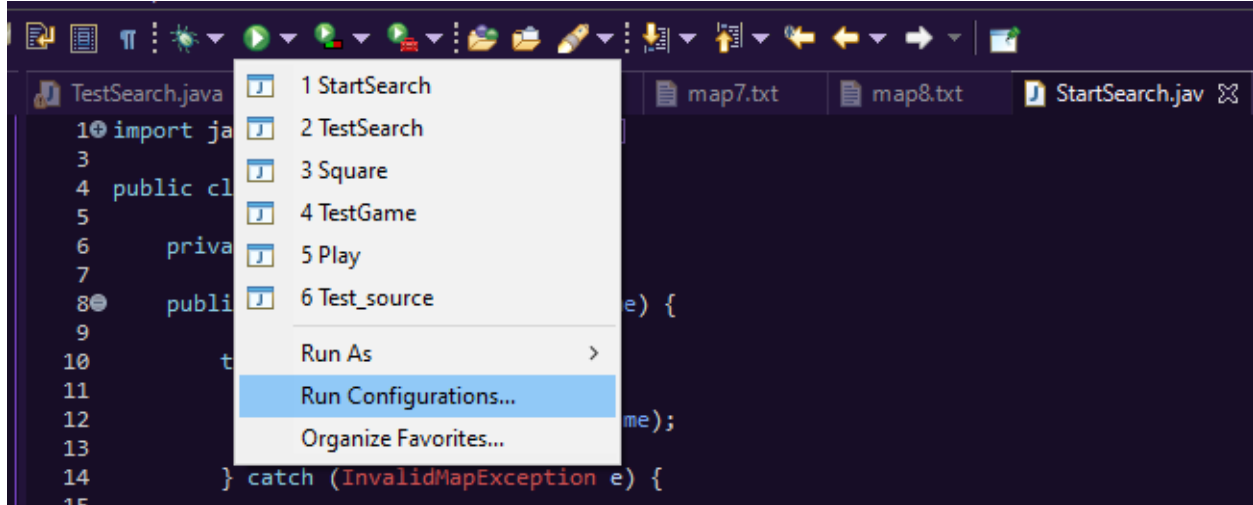 TestSearch.java map7.txt map8.txt StartSearch.jav
1 import ja
3
4 public cl
5
6 priva
7
8 publi e) {
9
10 t
11
12 me);
13
14 } catch (InvalidMapException e) {
15
1 StartSearch
2 TestSearch
3 Square
4 TestGame
5 Play
6 Test_source
Run As
Run Configurations...
Organize Favorites...